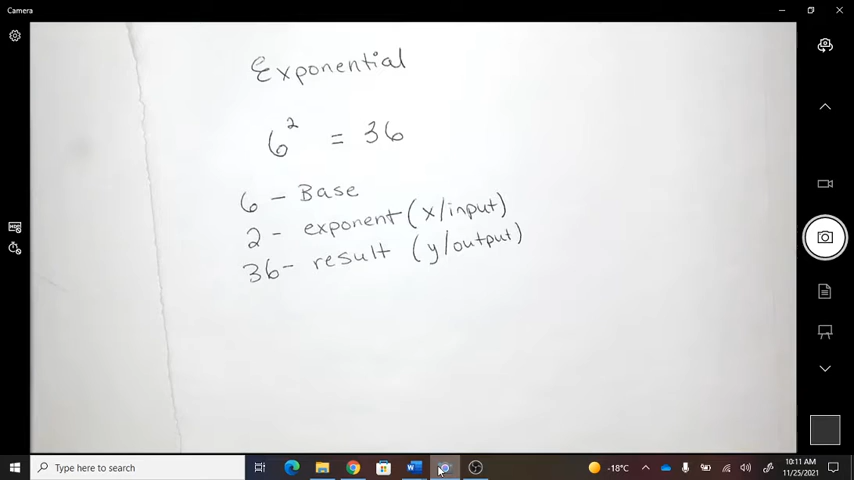 Camera
Exponential
6² = 36
6 - Base
2 - exponent (x/input)
36 - result (y/output)
Type here to search
-18°C
10:11 AM
11/25/2021